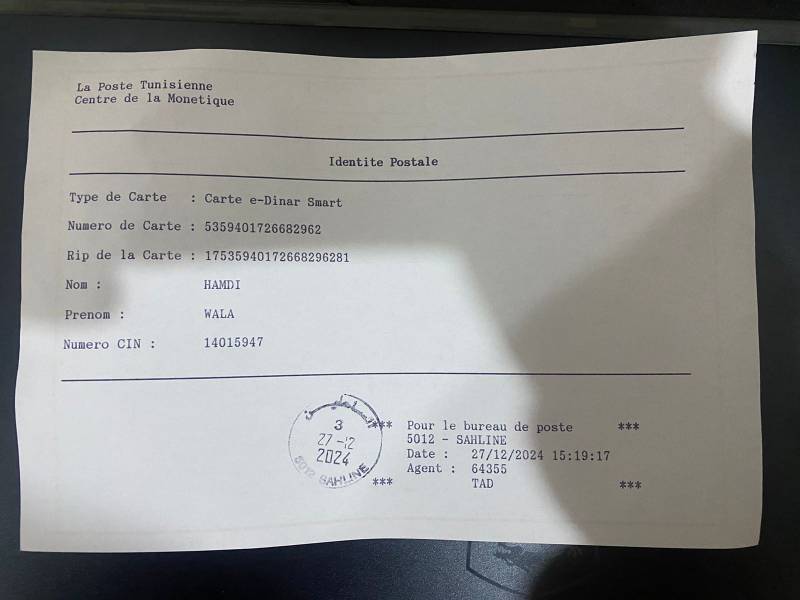 La Poste Tunisienne
Centre de la Monetique
Identite Postale
Type de Carte : Carte e-Dinar Smart
Numero de Carte : 5359401726682962
Rip de la Carte : 17535940172668296281
Nom : HAMDI
Prenom : WALA
Numero CIN : 14015947
الساحلين
3
27-12
2024
5012 SAHLINE
*** Pour le bureau de poste ***
5012 - SAHLINE
Date : 27/12/2024 15:19:17
Agent : 64355
*** TAD ***